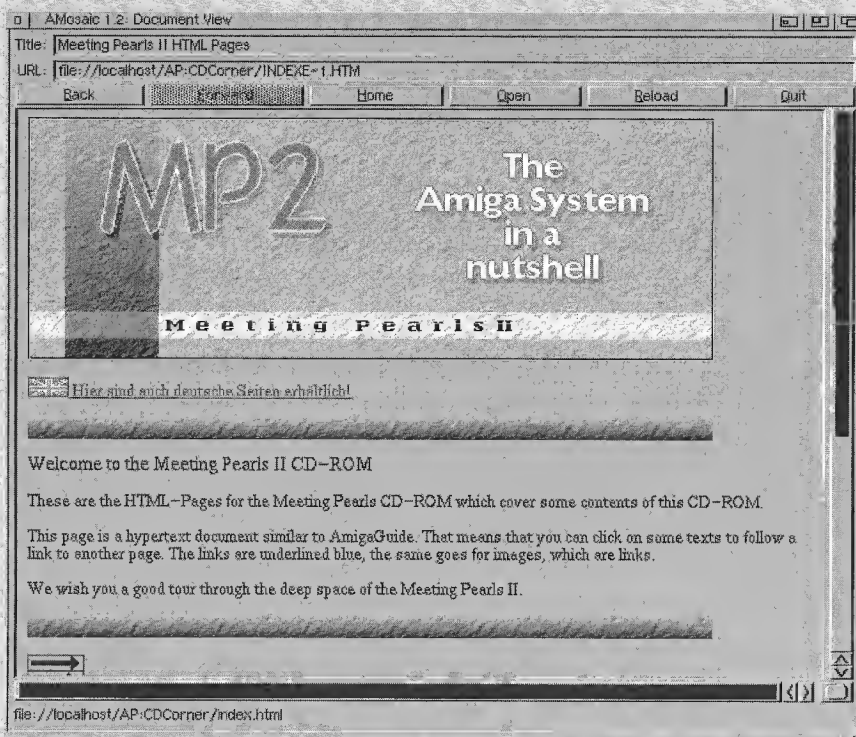 AMosaic 1.2: Document View
Title: Meeting Pearls II HTML Pages
URL: file://localhost/AP:CDCorner/INDEXE~1.HTM
Back Forward Home Open Reload Quit
MP2
The
Amiga System
in a
nutshell
Meeting Pearls II
Hier sind auch deutsche Seiten erhältlich!
Welcome to the Meeting Pearls II CD-ROM
These are the HTML-Pages for the Meeting Pearls CD-ROM which cover some contents of this CD-ROM.
This page is a hypertext document similar to AmigaGuide. That means that you can click on some texts to follow a
link to another page. The links are underlined blue, the same goes for images, which are links.
We wish you a good tour through the deep space of the Meeting Pearls II.
file://localhost/AP:CDCorner/index.html